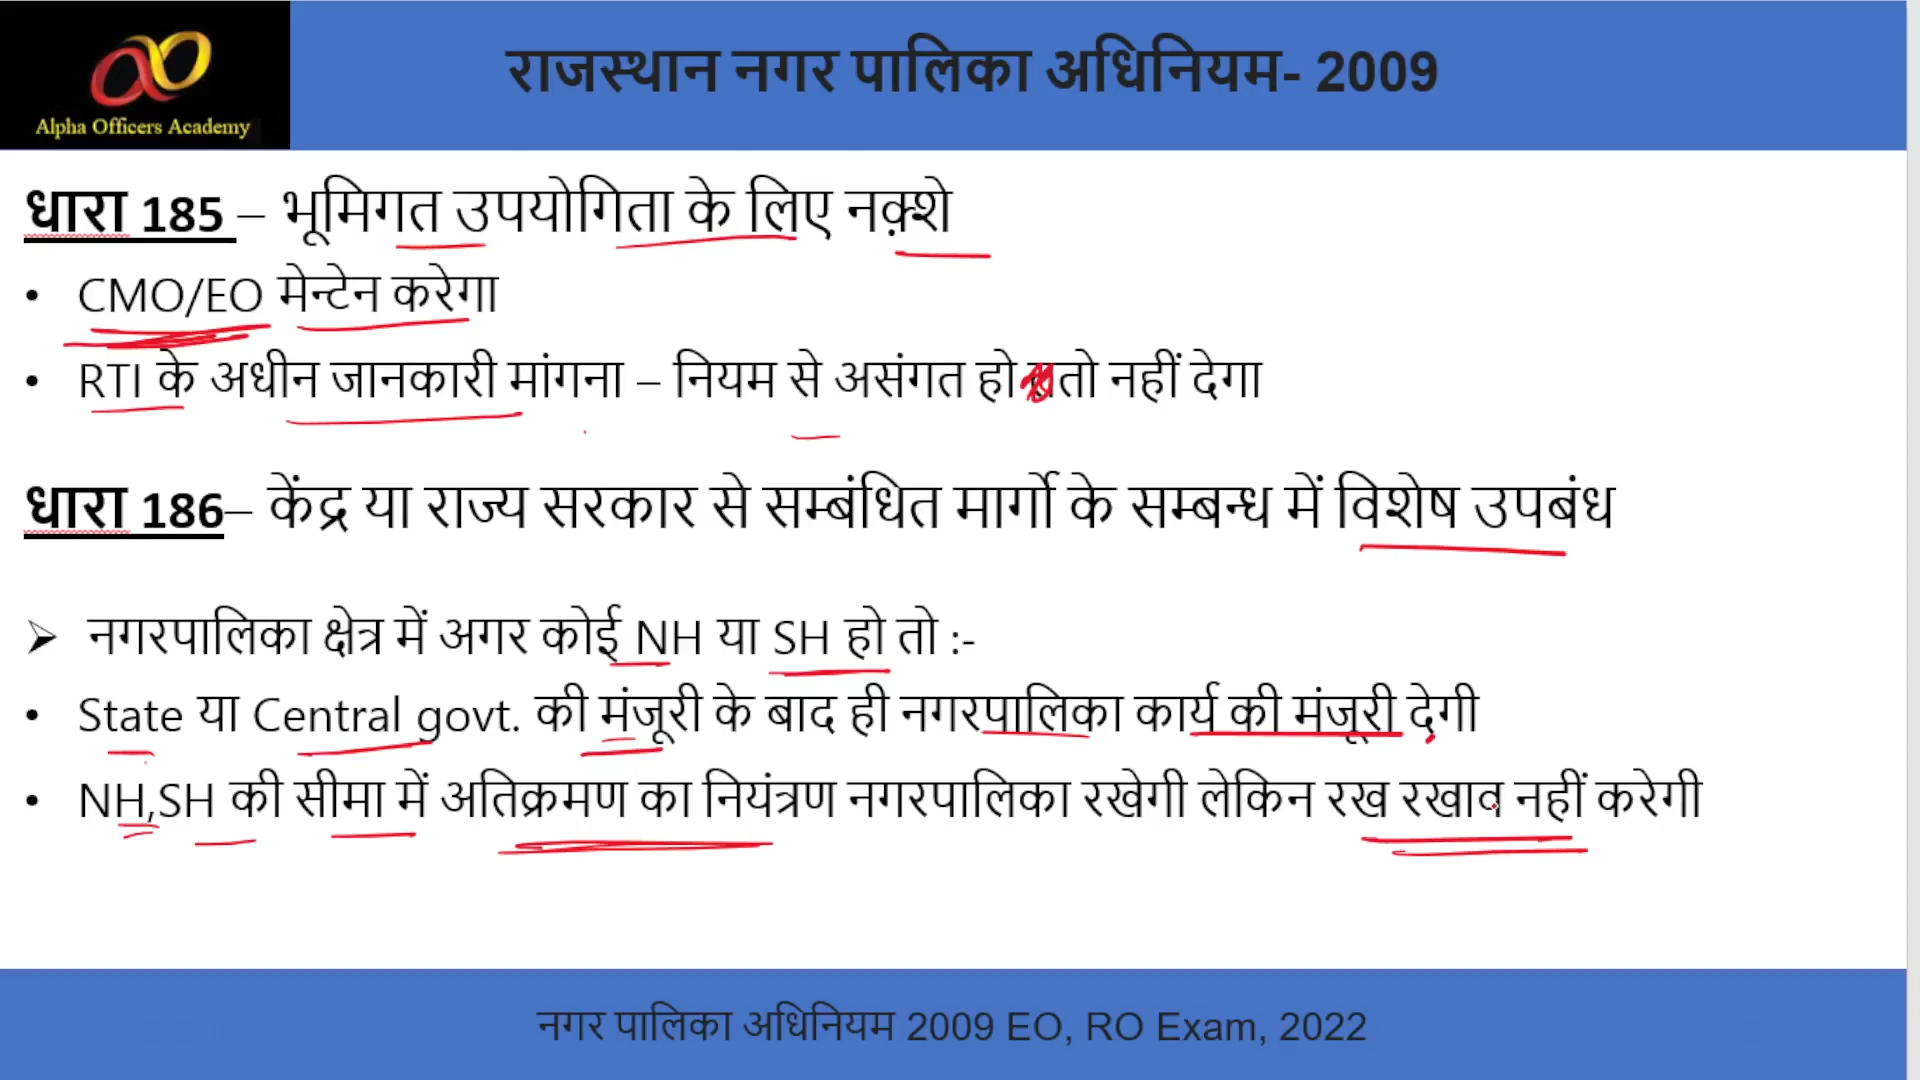 Alpha Officers Academy
राजस्थान नगर पालिका अधिनियम- 2009
धारा 185 – भूमिगत उपयोगिता के लिए नक़्शे
• CMO/EO मेन्टेन करेगा
• RTI के अधीन जानकारी मांगना – नियम से असंगत हो तो नहीं देगा
धारा 186– केंद्र या राज्य सरकार से सम्बंधित मार्गो के सम्बन्ध में विशेष उपबंध
➢ नगरपालिका क्षेत्र में अगर कोई NH या SH हो तो :-
• State या Central govt. की मंजूरी के बाद ही नगरपालिका कार्य की मंजूरी देगी
• NH,SH की सीमा में अतिक्रमण का नियंत्रण नगरपालिका रखेगी लेकिन रख रखाव नहीं करेगी
नगर पालिका अधिनियम 2009 EO, RO Exam, 2022